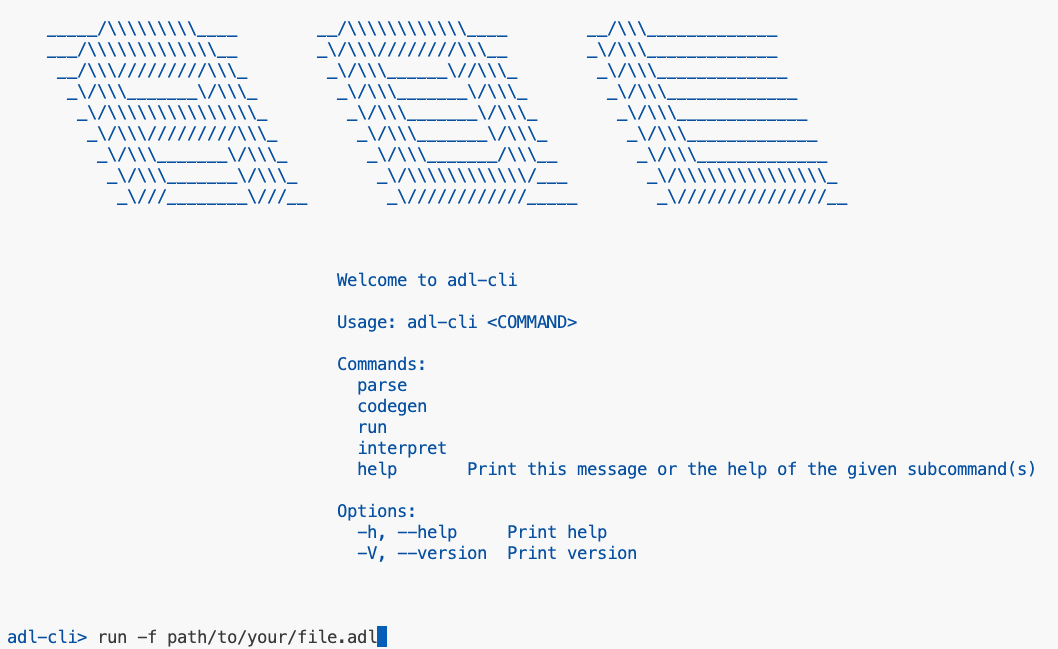 ADL
Welcome to adl-cli
Usage: adl-cli <COMMAND>
Commands:
parse
codegen
run
interpret
help Print this message or the help of the given subcommand(s)
Options:
-h, --help Print help
-V, --version Print version
adl-cli> run -f path/to/your/file.adl